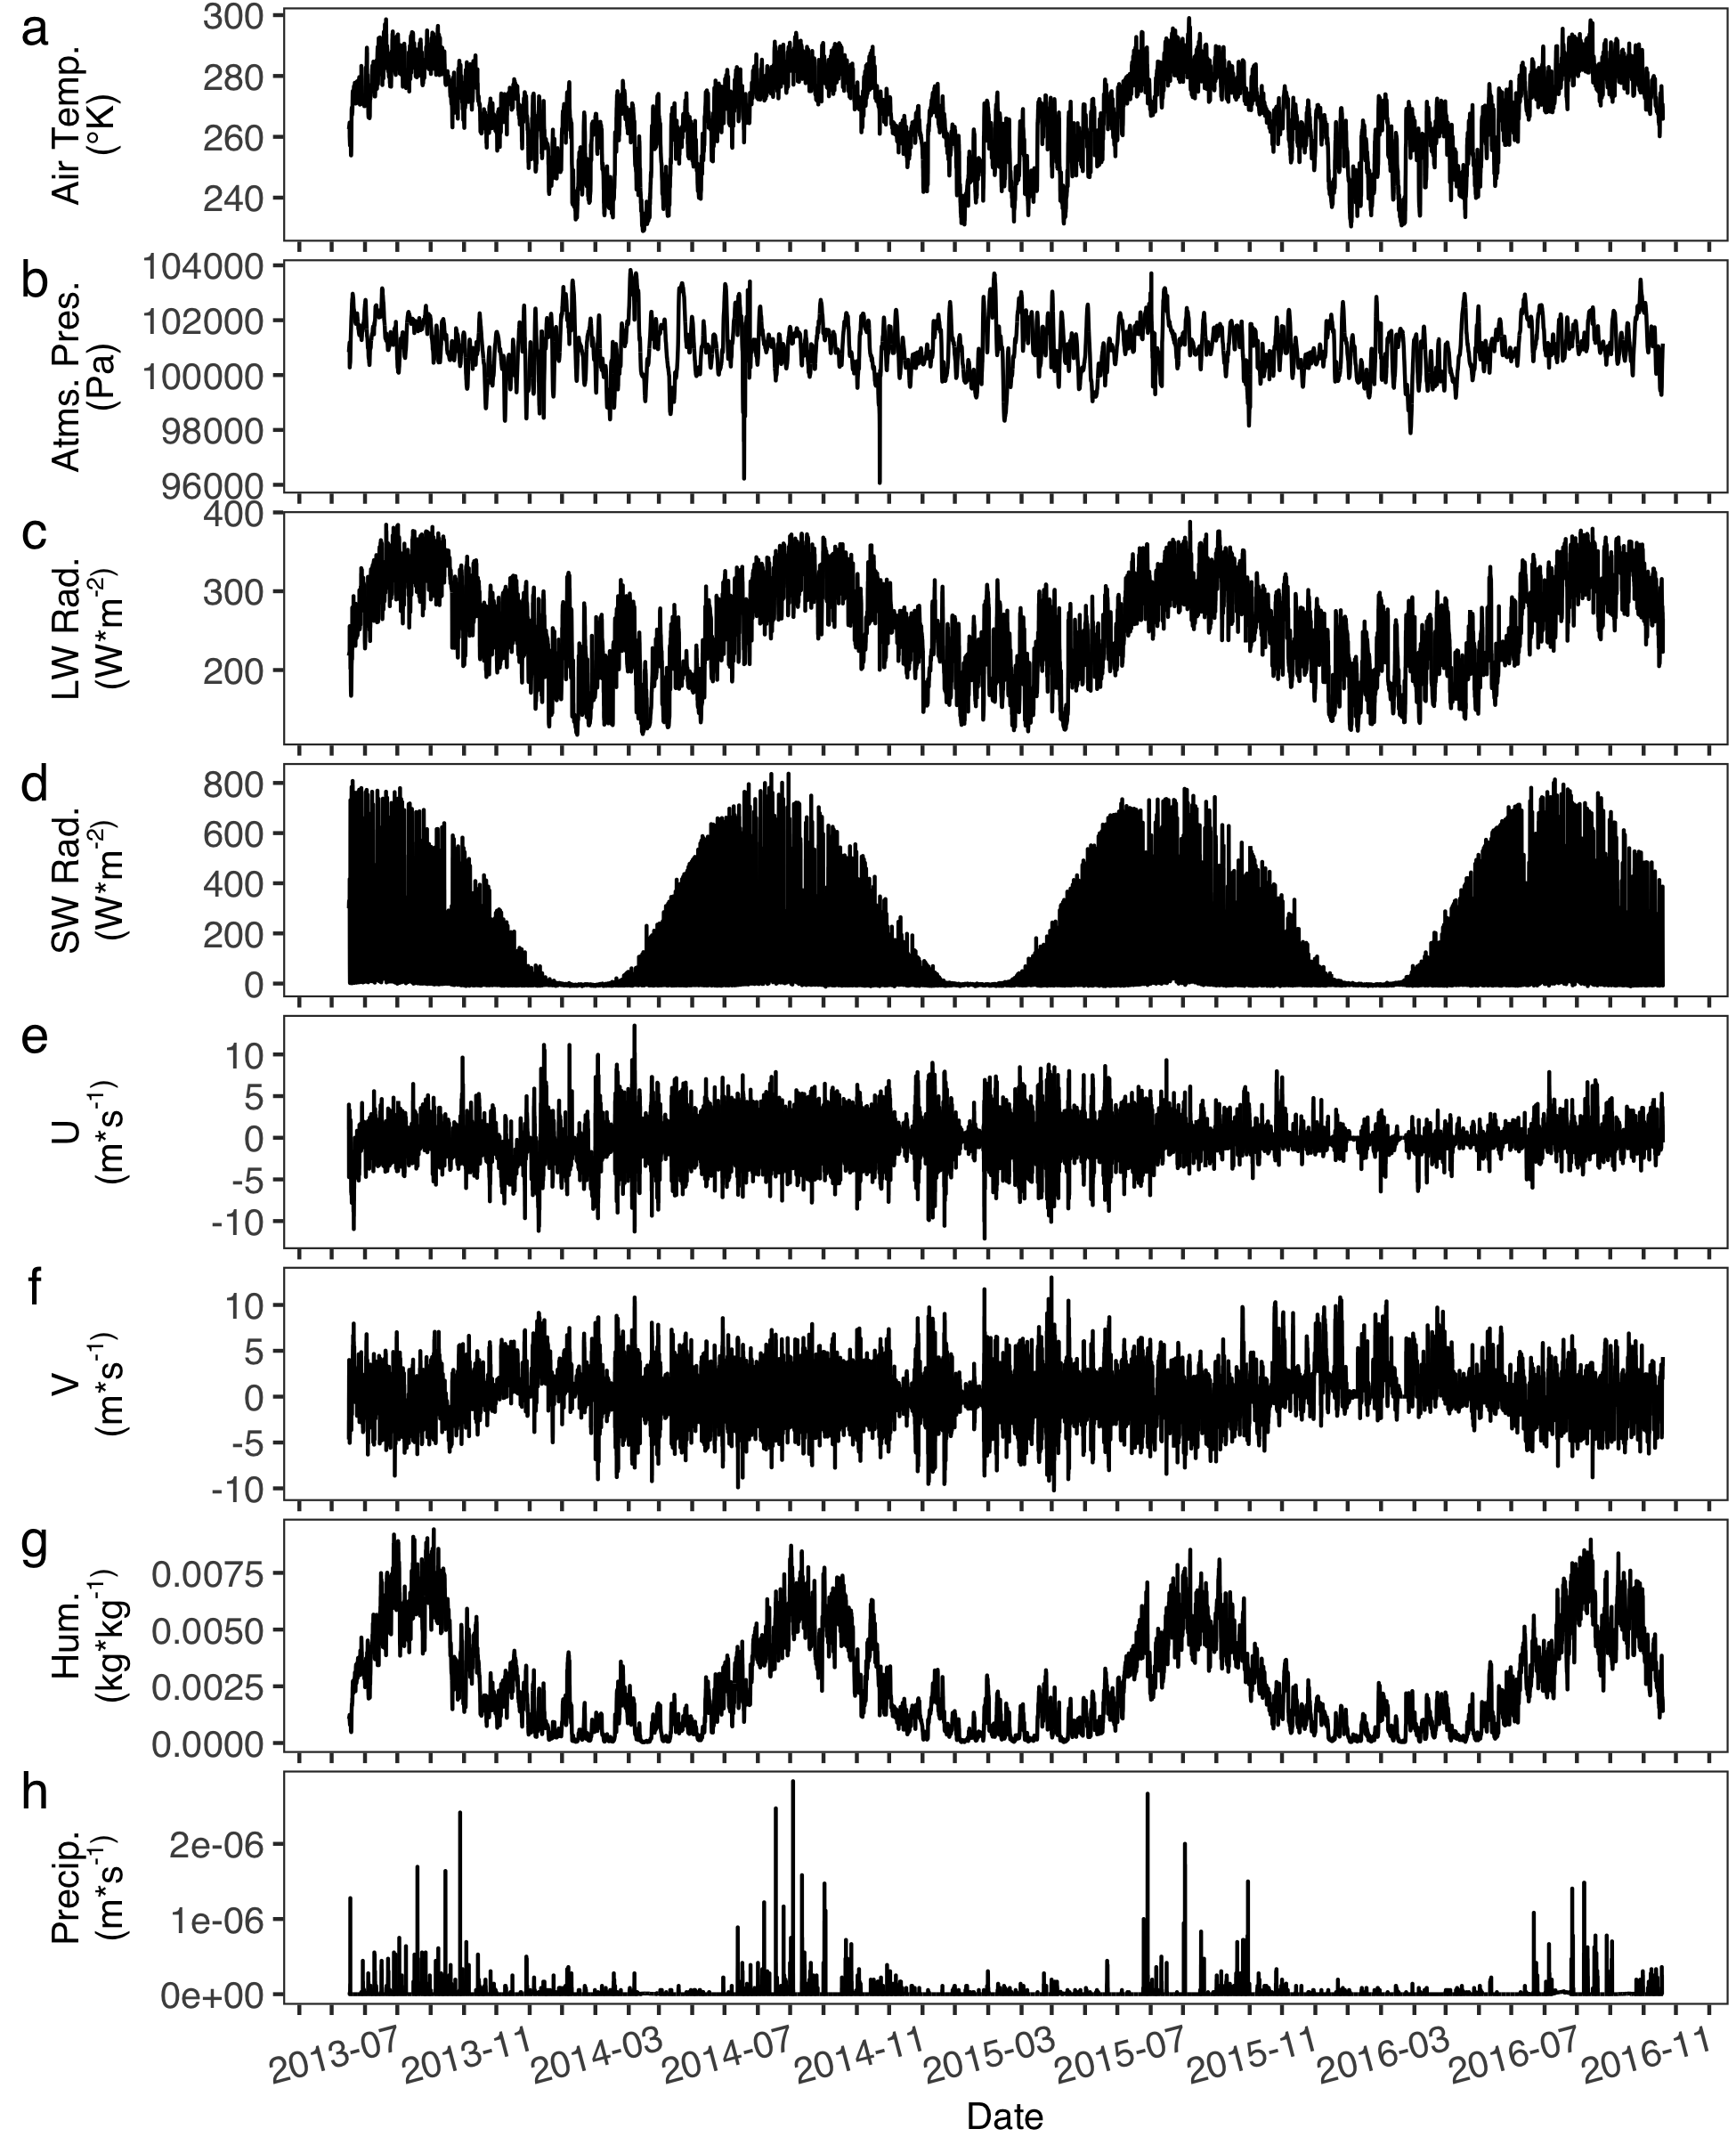 a
Air Temp.
(°K)
300
280
260
240
b
Atms. Pres.
(Pa)
104000
102000
100000
98000
96000
c
LW Rad.
(W*m-2)
400
300
200
d
SW Rad.
(W*m-2)
800
600
400
200
0
e
U
(m*s-1)
10
5
0
-5
-10
f
V
(m*s-1)
10
5
0
-5
-10
g
Hum.
(kg*kg-1)
0.0075
0.0050
0.0025
0.0000
h
Precip.
(m*s-1)
2e-06
1e-06
0e+00
2013-07
2013-11
2014-03
2014-07
2014-11
2015-03
2015-07
2015-11
2016-03
2016-07
2016-11
Date